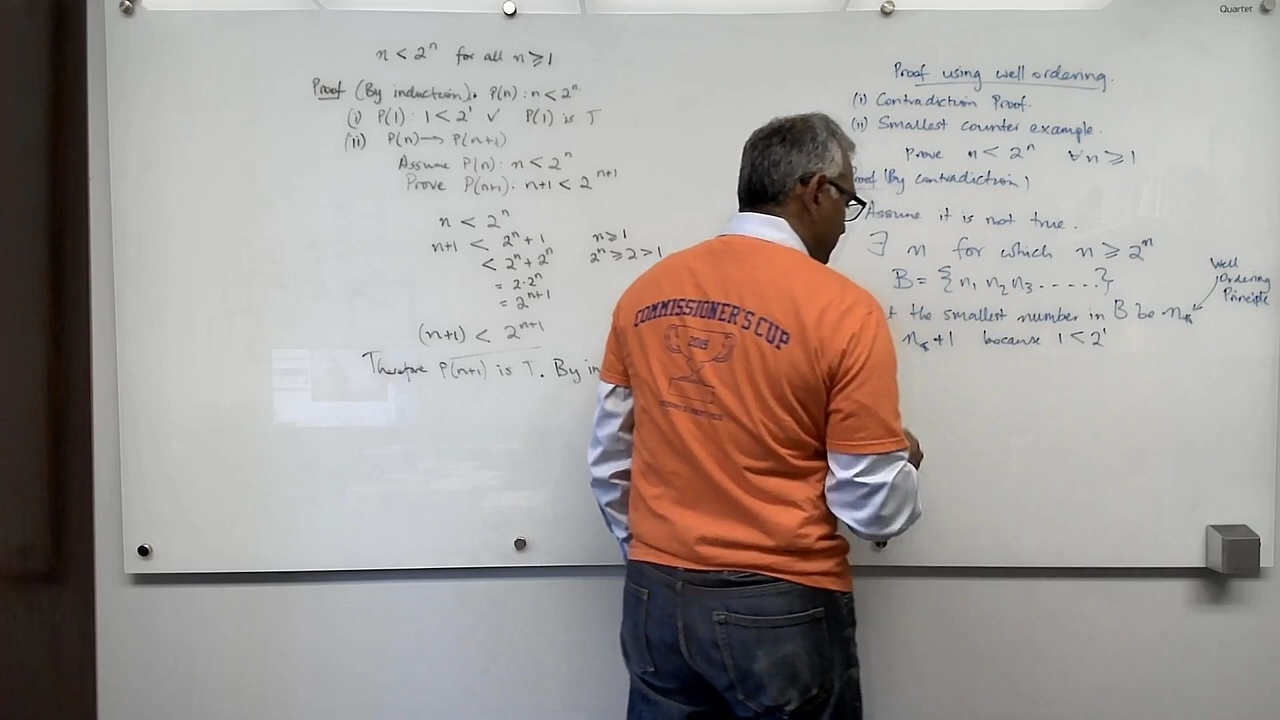 n < 2ⁿ for all n ≥ 1
Proof (By induction). P(n) : n < 2ⁿ.
(i) P(1) : 1 < 2¹ ✓ P(1) is T
(ii) P(n) → P(n+1)
Assume P(n) : n < 2ⁿ
Prove P(n+1). n+1 < 2ⁿ⁺¹
n < 2ⁿ
n+1 < 2ⁿ + 1 n ≥ 1
< 2ⁿ + 2ⁿ 2ⁿ ≥ 2 > 1
= 2·2ⁿ
= 2ⁿ⁺¹
(n+1) < 2ⁿ⁺¹
Therefore P(n+1) is T. By in
Proof using well ordering.
(i) Contradiction Proof.
(ii) Smallest counter example.
Prove n < 2ⁿ ∀ n ≥ 1
Proof (By contradiction)
Assume it is not true.
∃ n for which n ≥ 2ⁿ
B = { n₁ n₂ n₃ . . . . . .}
the smallest number in B be
because 1 < 2¹
Well
Ordering
Principle
COMMISSIONER'S CUP
Quartet